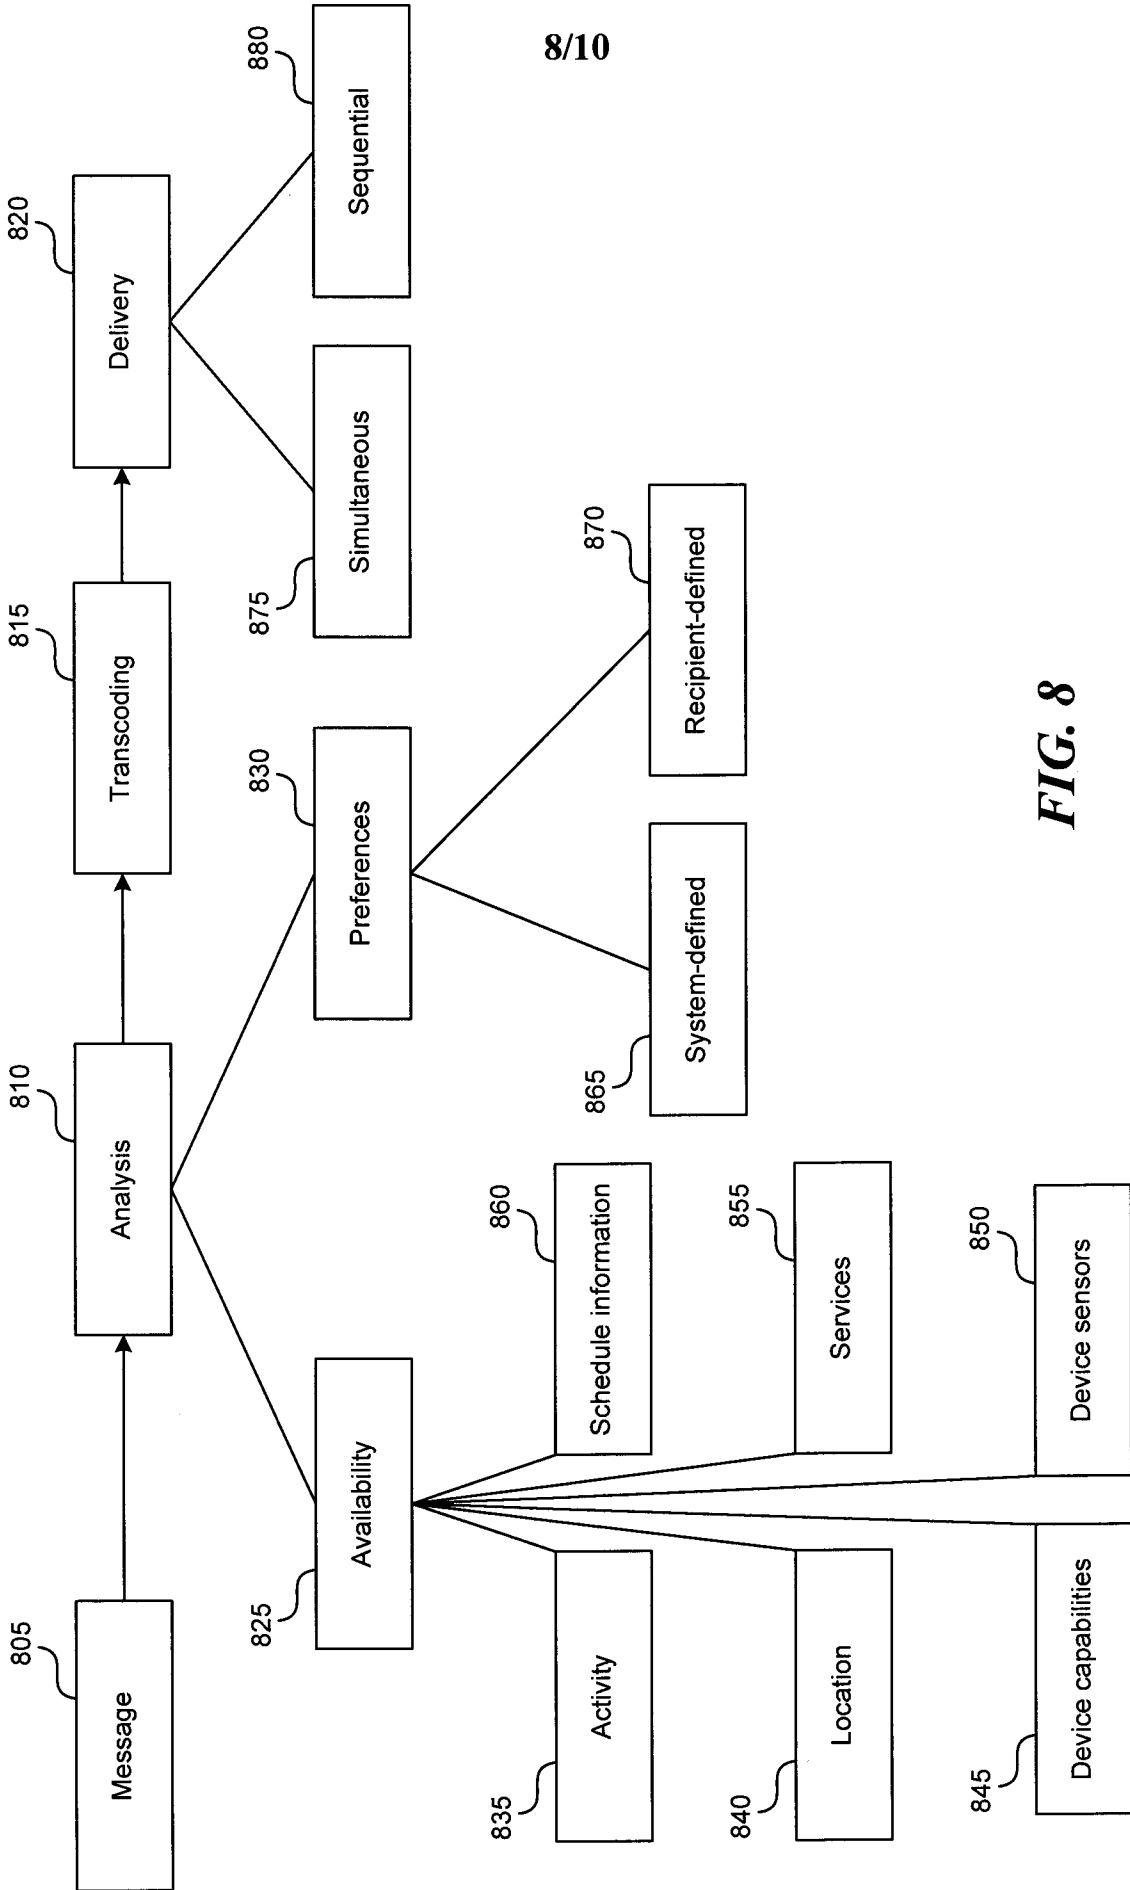 8/10
805
Message
810
Analysis
815
Transcoding
820
Delivery
825
Availability
830
Preferences
875
Simultaneous
880
Sequential
835
Activity
860
Schedule information
865
System-defined
870
Recipient-defined
840
Location
855
Services
845
Device capabilities
850
Device sensors
FIG. 8